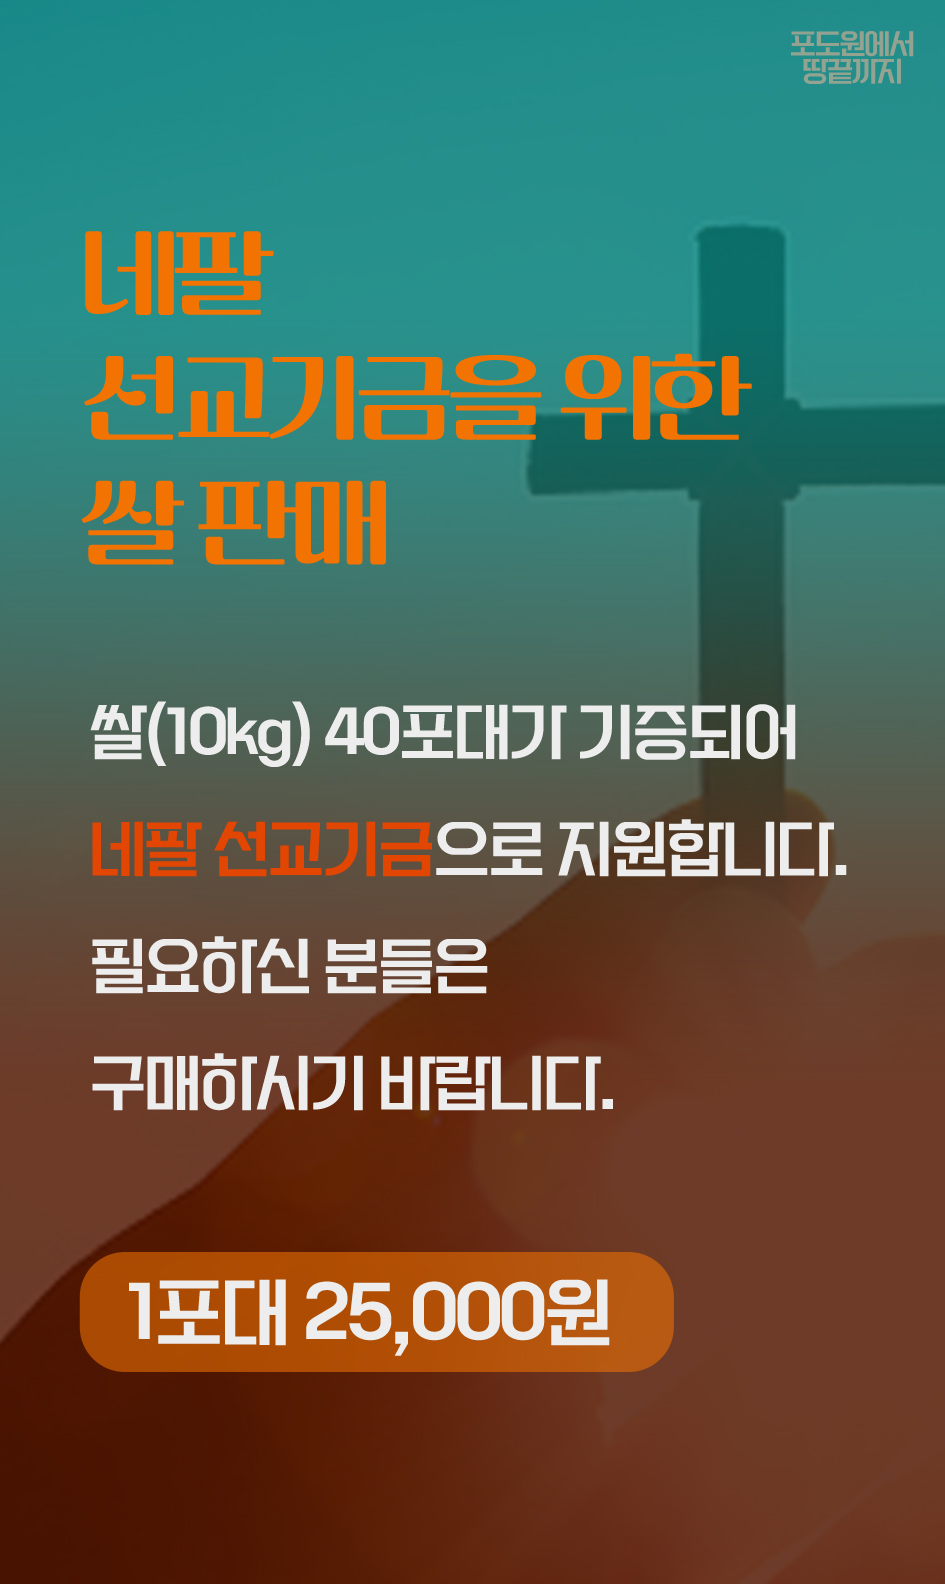 포도원에서
땅끝까지
네팔
선교기금을 위한
쌀 판매
쌀(10kg) 40포대가 기증되어
네팔 선교기금으로 지원합니다.
필요하신 분들은
구매하시기 바랍니다.
1포대 25,000원